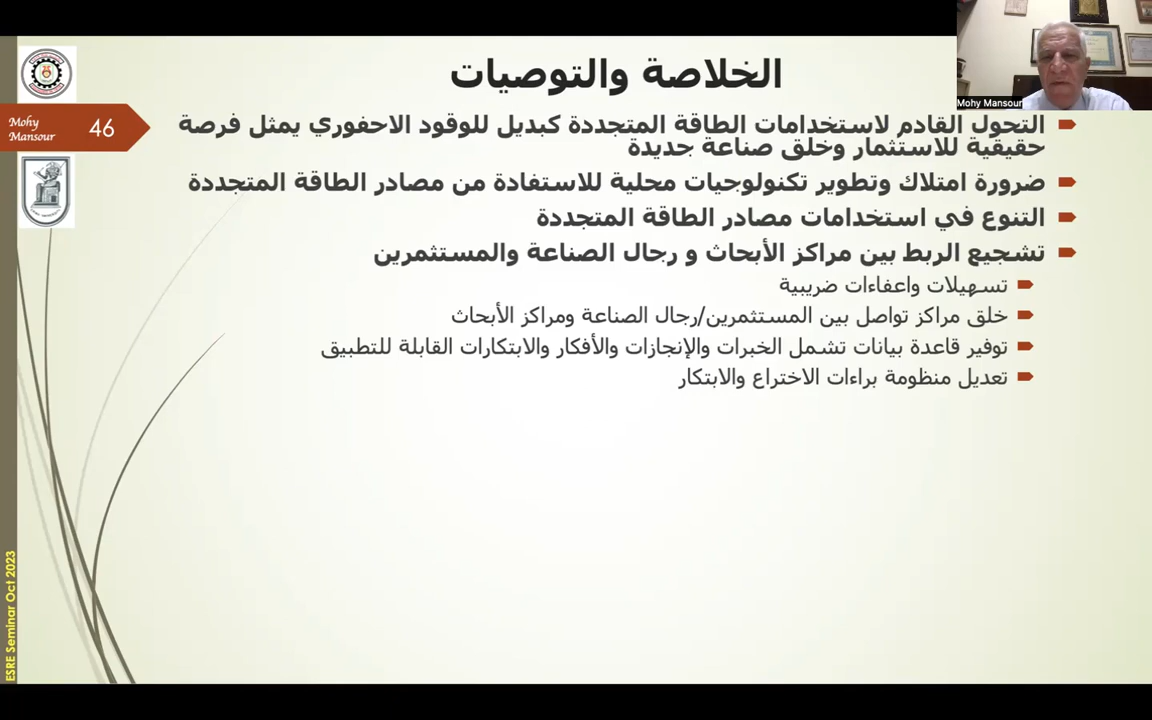 Mohy Mansour
الخلاصة والتوصيات
Mohy
Mansour
46
التحول القادم لاستخدامات الطاقة المتجددة كبديل للوقود الاحفوري يمثل فرصة
حقيقية للاستثمار وخلق صناعة جديدة
ضرورة امتلاك وتطوير تكنولوجيات محلية للاستفادة من مصادر الطاقة المتجددة
التنوع في استخدامات مصادر الطاقة المتجددة
تشجيع الربط بين مراكز الأبحاث و رجال الصناعة والمستثمرين
تسهيلات واعفاءات ضريبية
خلق مراكز تواصل بين المستثمرين/رجال الصناعة ومراكز الأبحاث
توفير قاعدة بيانات تشمل الخبرات والإنجازات والأفكار والابتكارات القابلة للتطبيق
تعديل منظومة براءات الاختراع والابتكار
ESRE Seminar Oct 2023